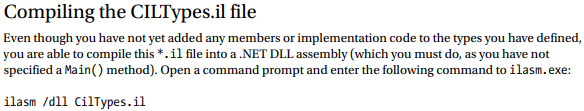 Compiling the CILTypes.il file
Even though you have not yet added any members or implementation code to the types you have defined,
you are able to compile this *.il file into a .NET DLL assembly (which you must do, as you have not
specified a Main() method). Open a command prompt and enter the following command to ilasm.exe:
ilasm /dll CilTypes.il